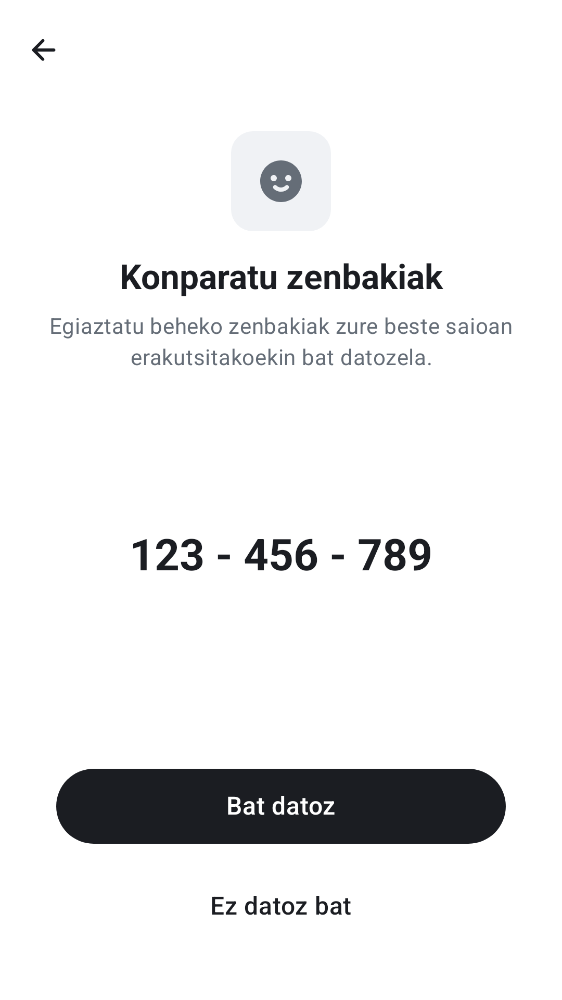 Konparatu zenbakiak
Egiaztatu beheko zenbakiak zure beste saioan
erakutsitakoekin bat datozela.
123 - 456 - 789
Bat datoz
Ez datoz bat